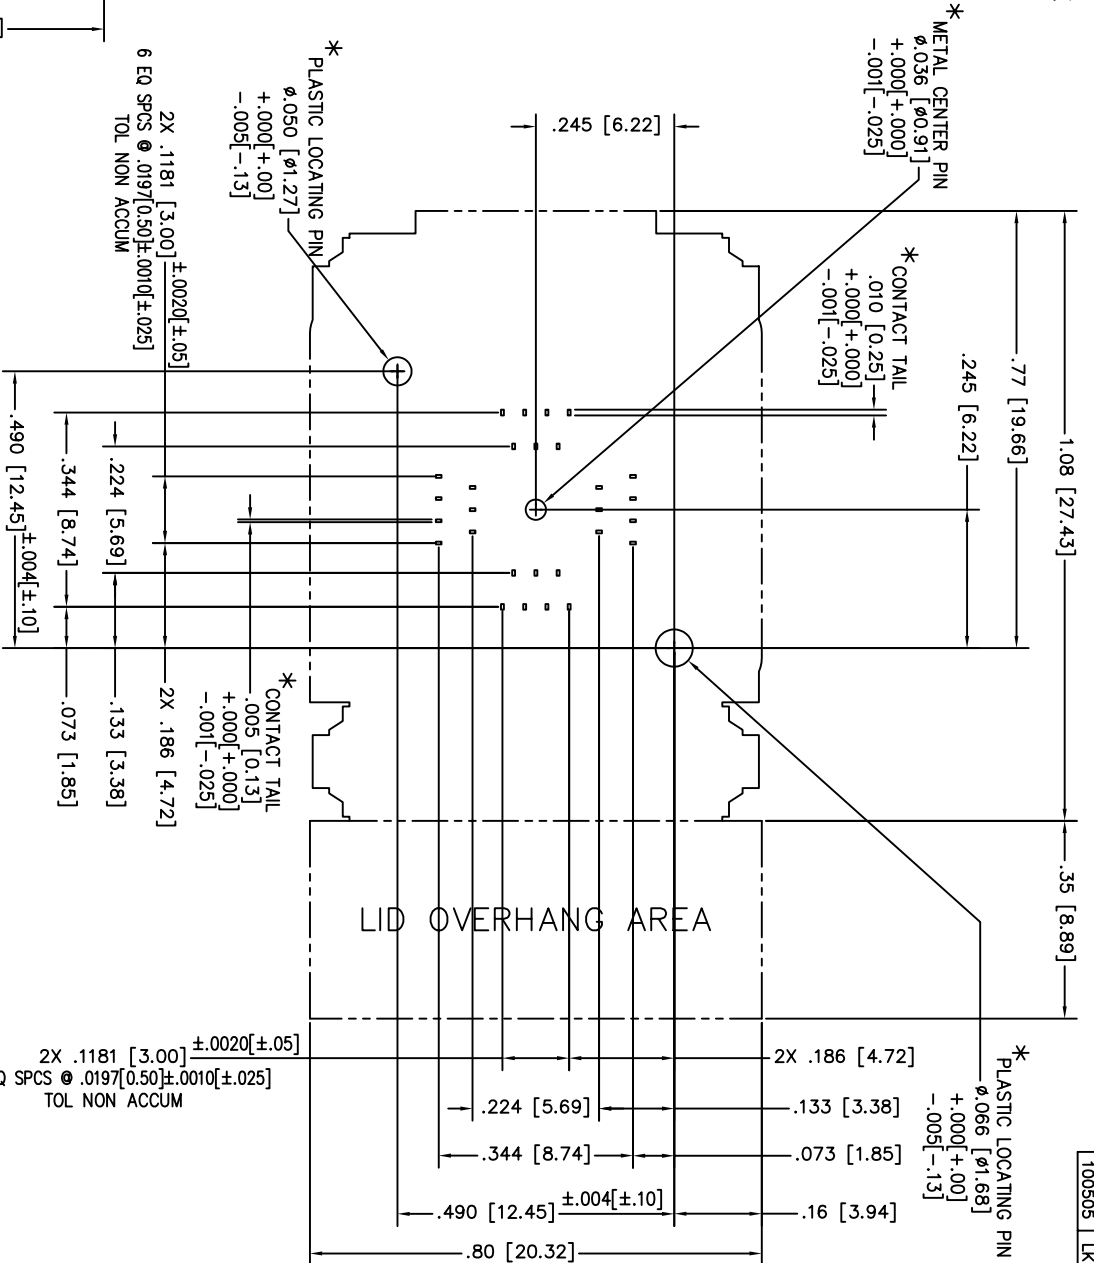 *
METAL CENTER PIN
ø.036 [ø0.91]
+.000[+.000]
-.001[-.025]
.245 [6.22]
*
PLASTIC LOCATING PIN
ø.050 [ø1.27]
+.000[+.00]
-.005[-.13]
2X .1181 [3.00] ±.0020[±.05]
6 EQ SPCS @ .0197[0.50]±.0010[±.025]
TOL NON ACCUM
*
CONTACT TAIL
.010 [0.25]
+.000[+.000]
-.001[-.025]
.245 [6.22]
.77 [19.66]
1.08 [27.43]
.490 [12.45] ±.004[±.10]
.344 [8.74]
.224 [5.69]
*
CONTACT TAIL
.005 [0.13]
+.000[+.000]
-.001[-.025]
2X .186 [4.72]
.133 [3.38]
.073 [1.85]
LID OVERHANG AREA
.35 [8.89]
*
PLASTIC LOCATING PIN
ø.066 [ø1.68]
+.000[+.00]
-.005[-.13]
2X .1181 [3.00] ±.0020[±.05]
SPCS @ .0197[0.50]±.0010[±.025]
TOL NON ACCUM
2X .186 [4.72]
.224 [5.69]
.133 [3.38]
.344 [8.74]
.073 [1.85]
.490 [12.45] ±.004[±.10]
.16 [3.94]
.80 [20.32]
100505 LK